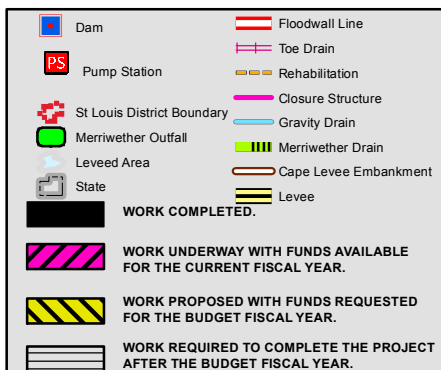 Dam
PS
Pump Station
St Louis District Boundary
Merriwether Outfall
Leveed Area
State
Floodwall Line
Toe Drain
Rehabilitation
Closure Structure
Gravity Drain
Merriwether Drain
Cape Levee Embankment
Levee
WORK COMPLETED.
WORK UNDERWAY WITH FUNDS AVAILABLE
FOR THE CURRENT FISCAL YEAR.
WORK PROPOSED WITH FUNDS REQUESTED
FOR THE BUDGET FISCAL YEAR.
WORK REQUIRED TO COMPLETE THE PROJECT
AFTER THE BUDGET FISCAL YEAR.